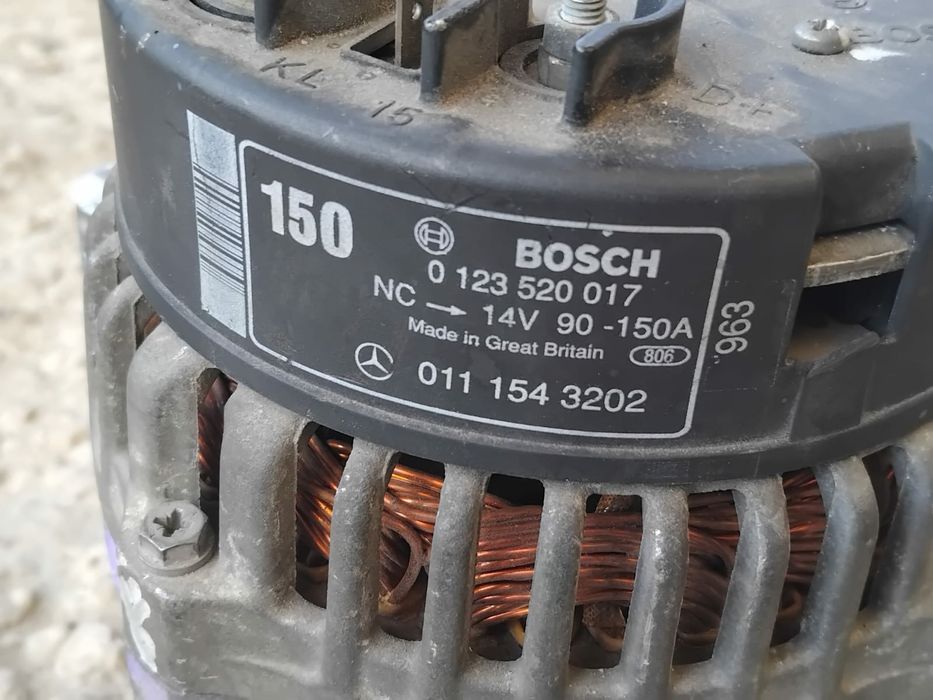 KL 15
D+
150
BOSCH
0 123 520 017
NC → 14V 90 -150A
Made in Great Britain 806
011 154 3202
963